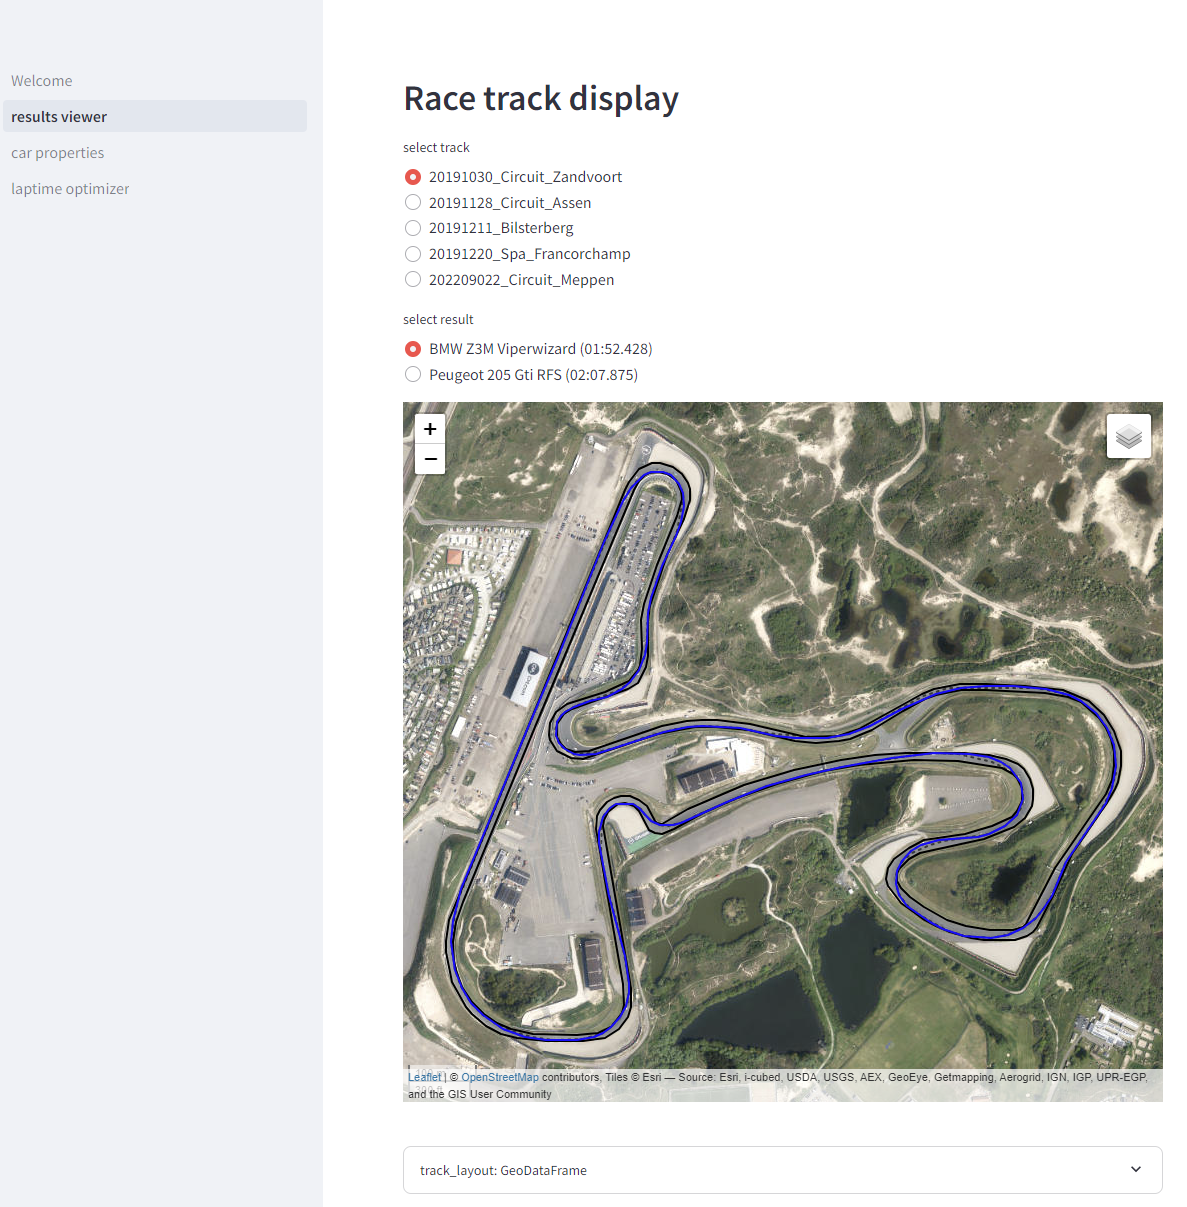 Welcome
results viewer
car properties
laptime optimizer
Race track display
select track
20191030_Circuit_Zandvoort
20191128_Circuit_Assen
20191211_Bilsterberg
20191220_Spa_Francorchamp
202209022_Circuit_Meppen
select result
BMW Z3M Viperwizard (01:52.428)
Peugeot 205 Gti RFS (02:07.875)
+
−
Leaflet | © OpenStreetMap contributors, Tiles © Esri — Source: Esri, i-cubed, USDA, USGS, AEX, GeoEye, Getmapping, Aerogrid, IGN, IGP, UPR-EGP,
and the GIS User Community
track_layout: GeoDataFrame